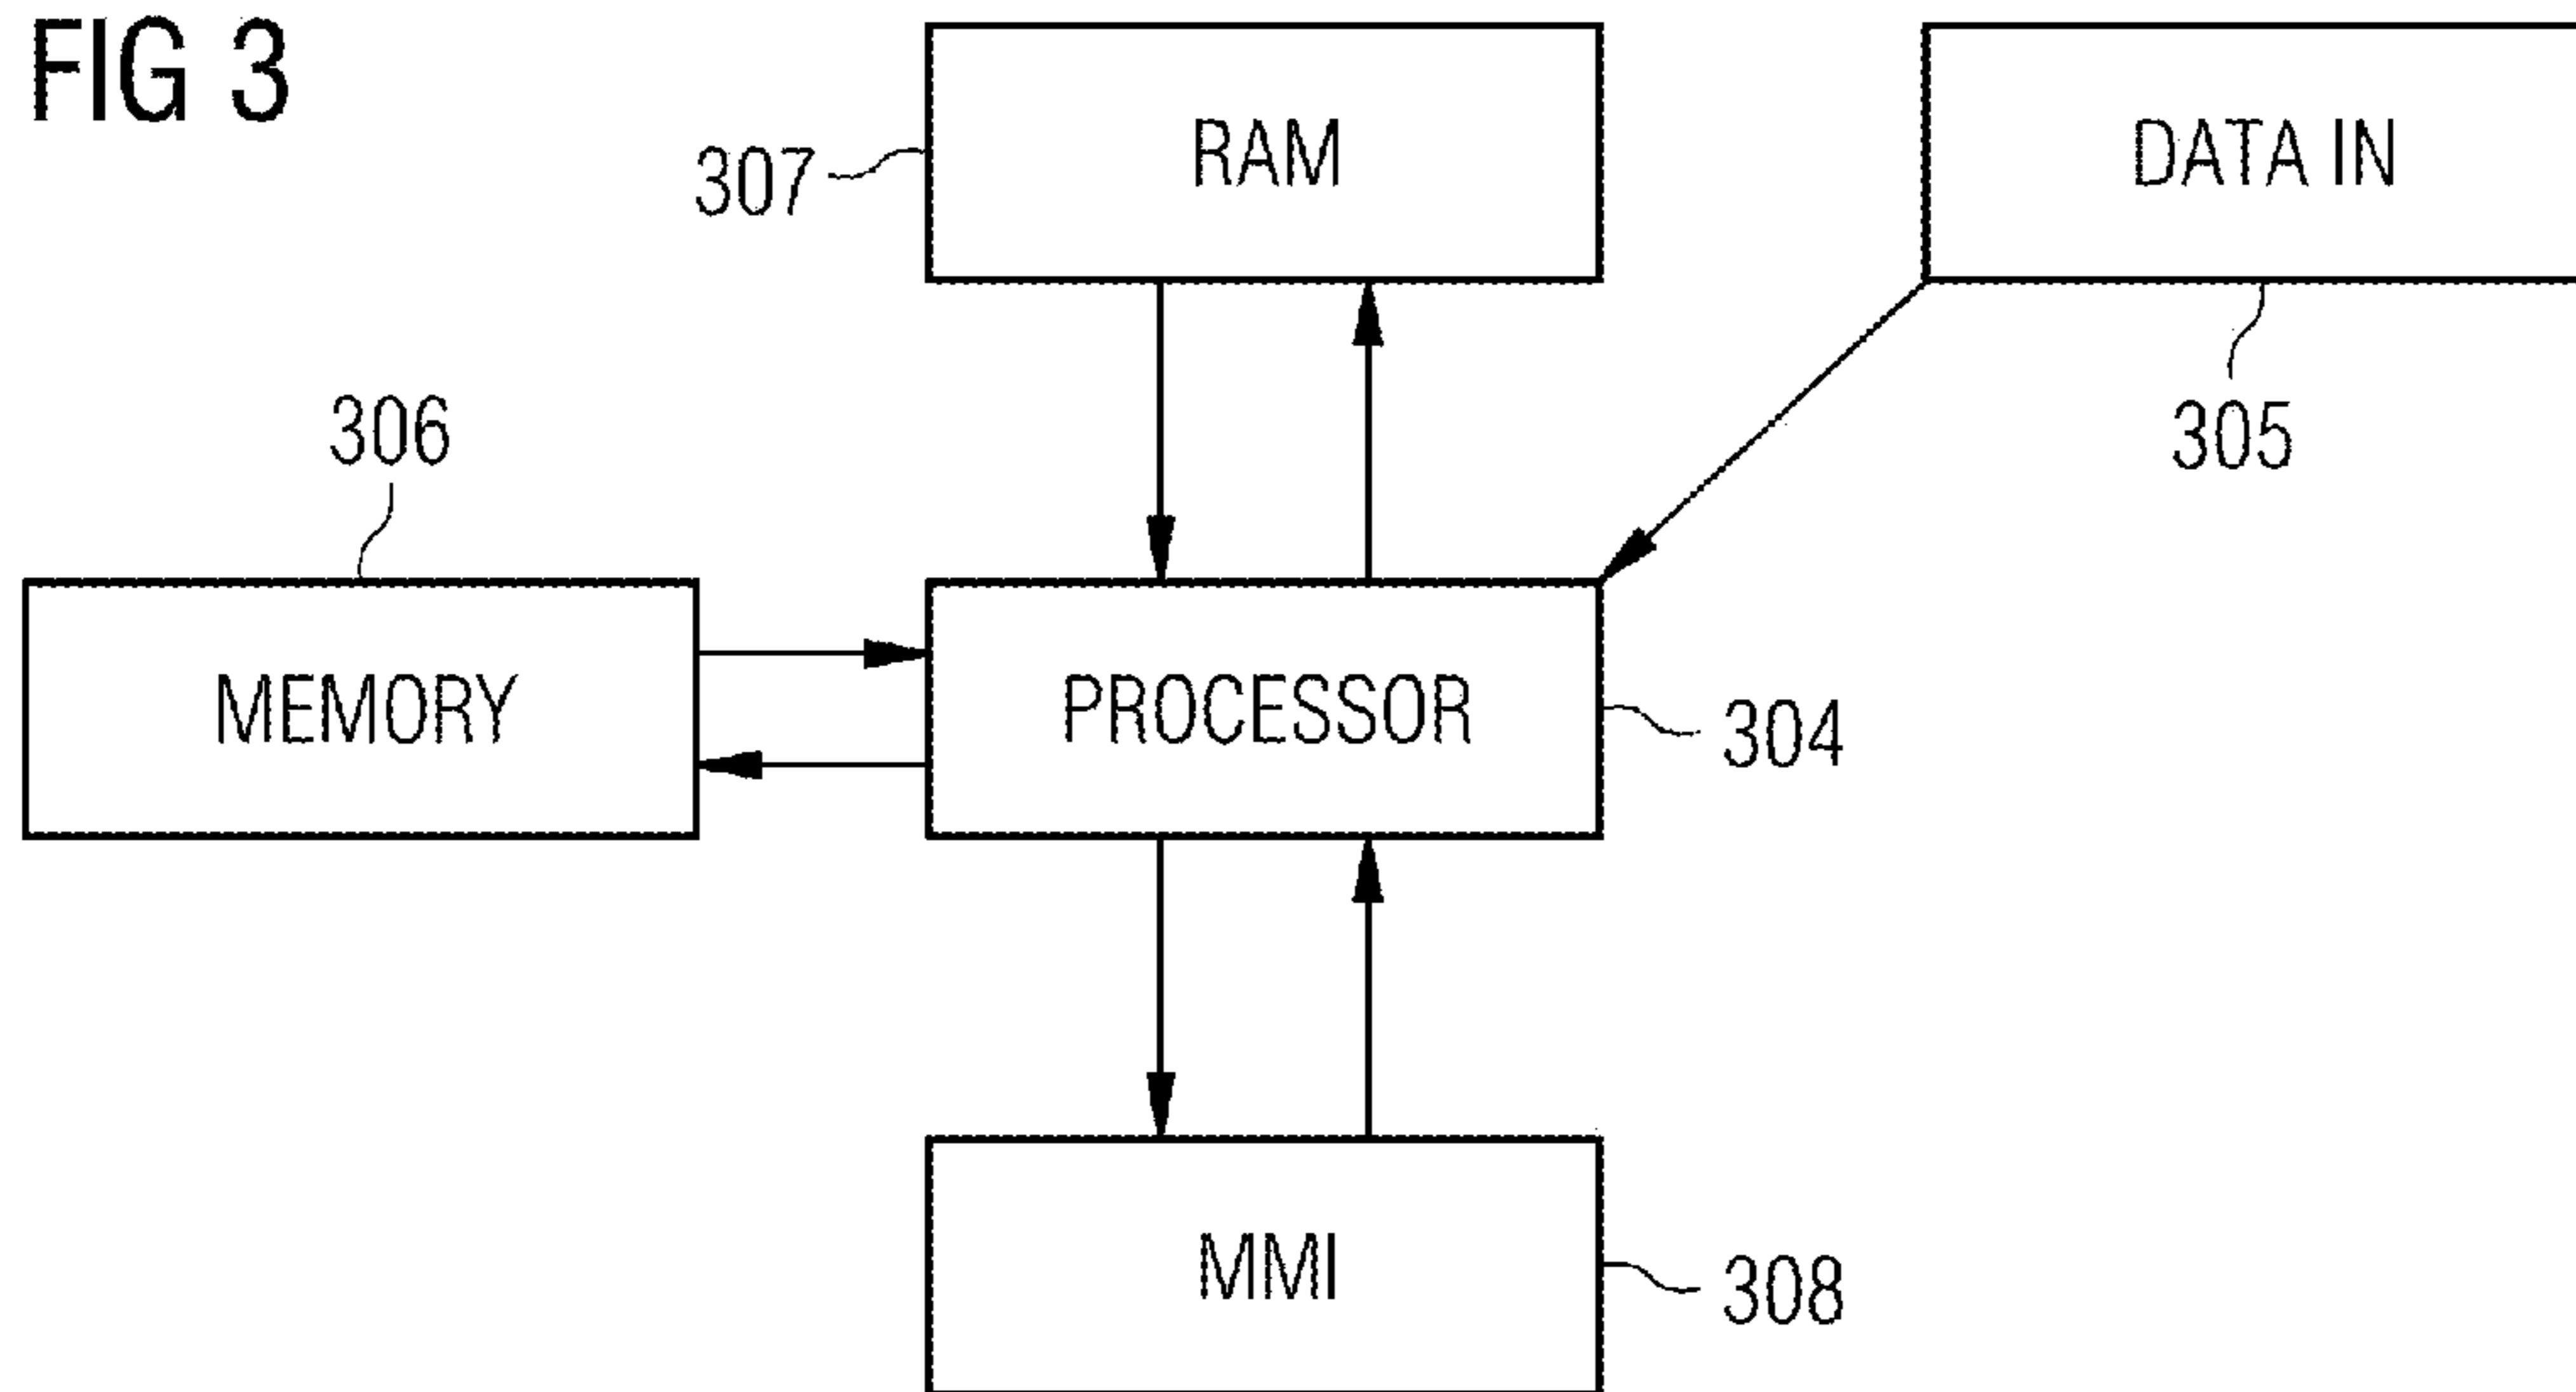 FIG 3
RAM
DATA IN
307
305
306
MEMORY
PROCESSOR
304
MMI
308